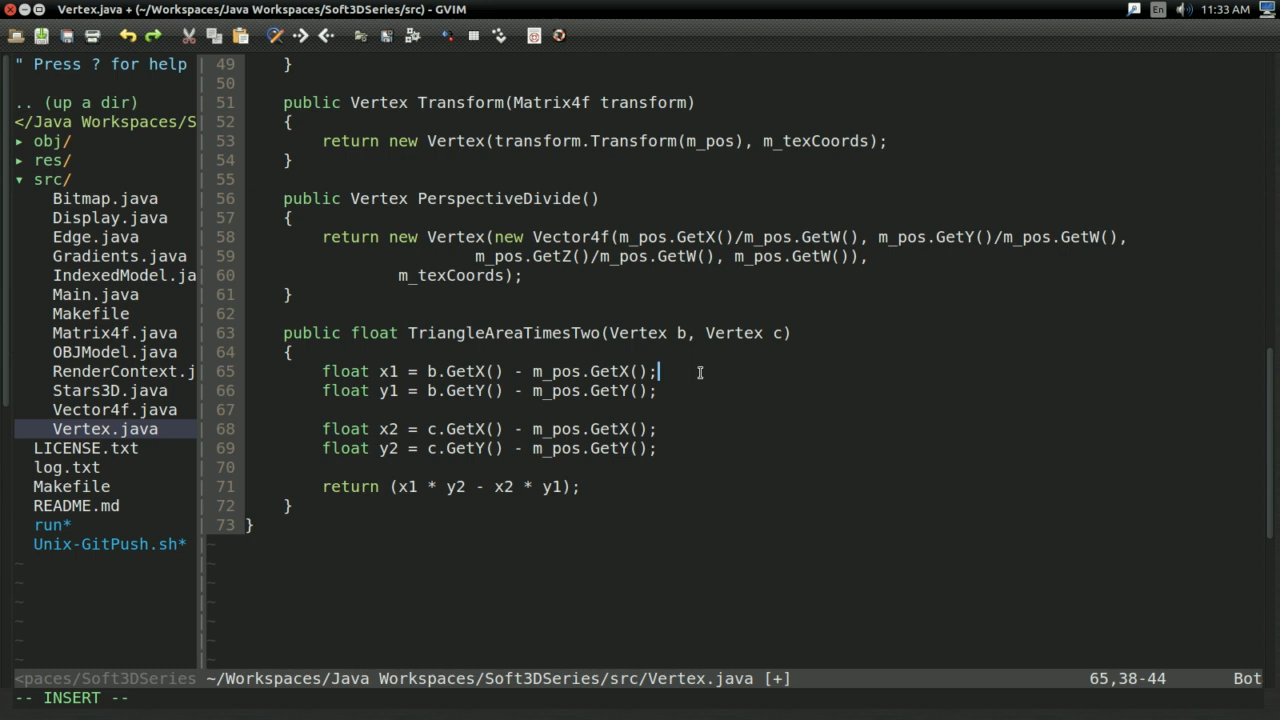 Vertex.java + (~/Workspaces/Java Workspaces/Soft3DSeries/src) - GVIM
En
11:33 AM
" Press ? for help
.. (up a dir)
</Java Workspaces/S
▸ obj/
▸ res/
▾ src/
Bitmap.java
Display.java
Edge.java
Gradients.java
IndexedModel.ja
Main.java
Makefile
Matrix4f.java
OBJModel.java
RenderContext.j
Stars3D.java
Vector4f.java
Vertex.java
LICENSE.txt
log.txt
Makefile
README.md
run*
Unix-GitPush.sh*
~
~
~
~
~
~
49 }
50
51 public Vertex Transform(Matrix4f transform)
52 {
53 return new Vertex(transform.Transform(m_pos), m_texCoords);
54 }
55
56 public Vertex PerspectiveDivide()
57 {
58 return new Vertex(new Vector4f(m_pos.GetX()/m_pos.GetW(), m_pos.GetY()/m_pos.GetW(),
59 m_pos.GetZ()/m_pos.GetW(), m_pos.GetW()),
60 m_texCoords);
61 }
62
63 public float TriangleAreaTimesTwo(Vertex b, Vertex c)
64 {
65 float x1 = b.GetX() - m_pos.GetX();
66 float y1 = b.GetY() - m_pos.GetY();
67
68 float x2 = c.GetX() - m_pos.GetX();
69 float y2 = c.GetY() - m_pos.GetY();
70
71 return (x1 * y2 - x2 * y1);
72 }
73 }
~
~
~
~
~
~
~
<paces/Soft3DSeries ~/Workspaces/Java Workspaces/Soft3DSeries/src/Vertex.java [+] 65,38-44 Bot
-- INSERT --